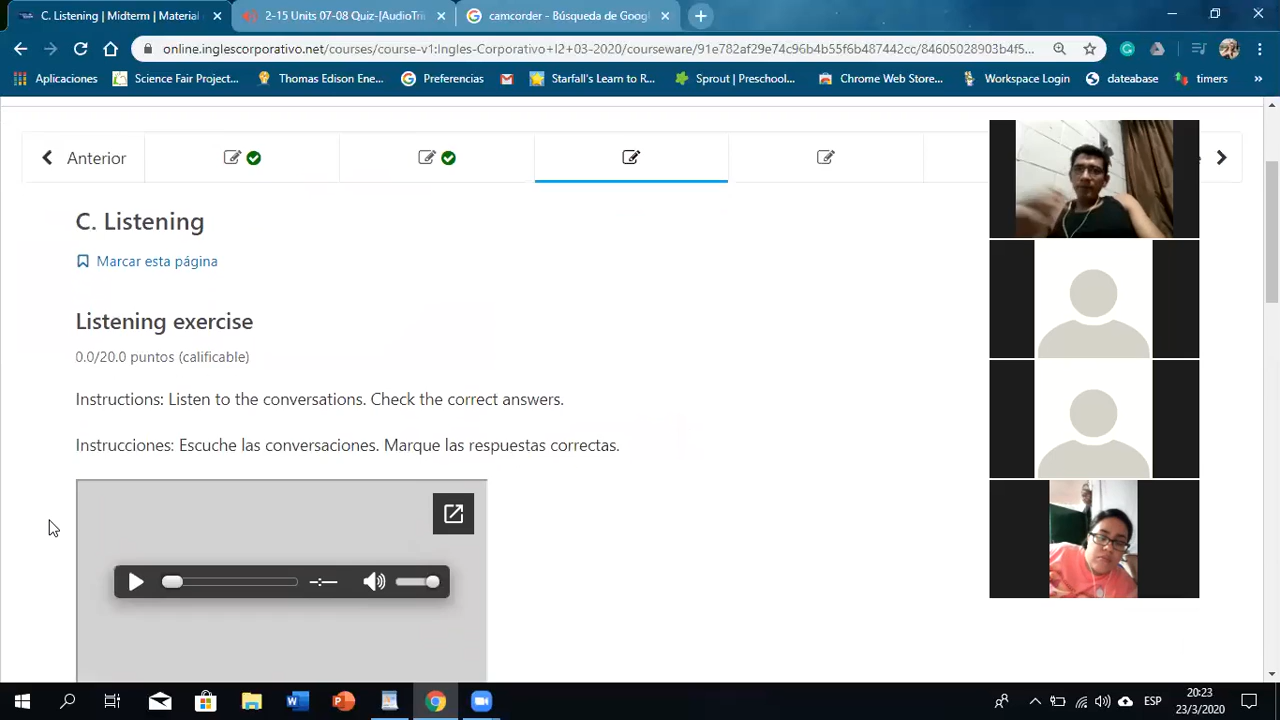 C. Listening | Midterm | Material
2-15 Units 07-08 Quiz-[AudioTri
camcorder - Búsqueda de Goog
online.inglescorporativo.net/courses/course-v1:Ingles-Corporativo+I2+03-2020/courseware/91e782af29e74c96b4b55f6b487442cc/84605028903b4f5...
Aplicaciones
Science Fair Project...
Thomas Edison Ene...
Preferencias
Starfall's Learn to R...
Sprout | Preschool...
Chrome Web Store...
Workspace Login
dateabase
timers
Anterior
C. Listening
Marcar esta página
Listening exercise
0.0/20.0 puntos (calificable)
Instructions: Listen to the conversations. Check the correct answers.
Instrucciones: Escuche las conversaciones. Marque las respuestas correctas.
-:--
ESP
20:23
23/3/2020